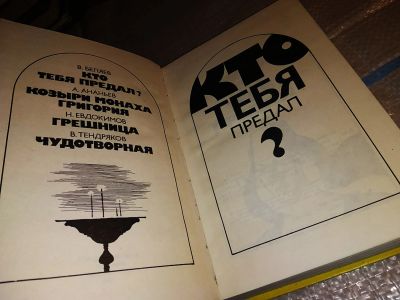 В. БЕЛЯЕВ
КТО
ТЕБЯ ПРЕДАЛ?
А. АНАНЬЕВ
КОЗЫРИ МОНАХА
ГРИГОРИЯ
Н. ЕВДОКИМОВ
ГРЕШНИЦА
В. ТЕНДРЯКОВ
ЧУДОТВОРНАЯ
КТО
ТЕБЯ
ПРЕДАЛ
?